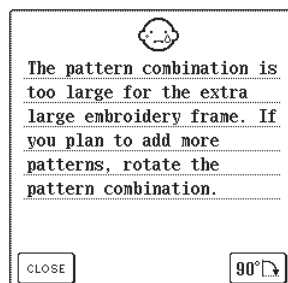 The pattern combination is
too large for the extra
large embroidery frame. If
you plan to add more
patterns, rotate the
pattern combination.
CLOSE 90°